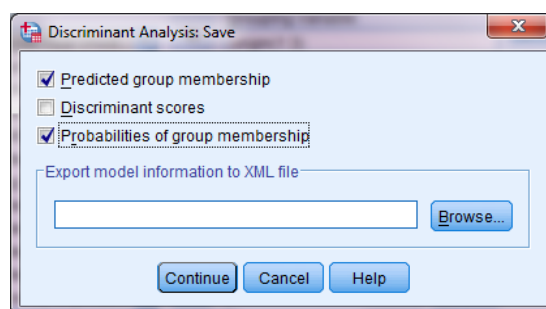 Discriminant Analysis: Save
Predicted group membership
Discriminant scores
Probabilities of group membership
Export model information to XML file
Browse...
Continue Cancel Help